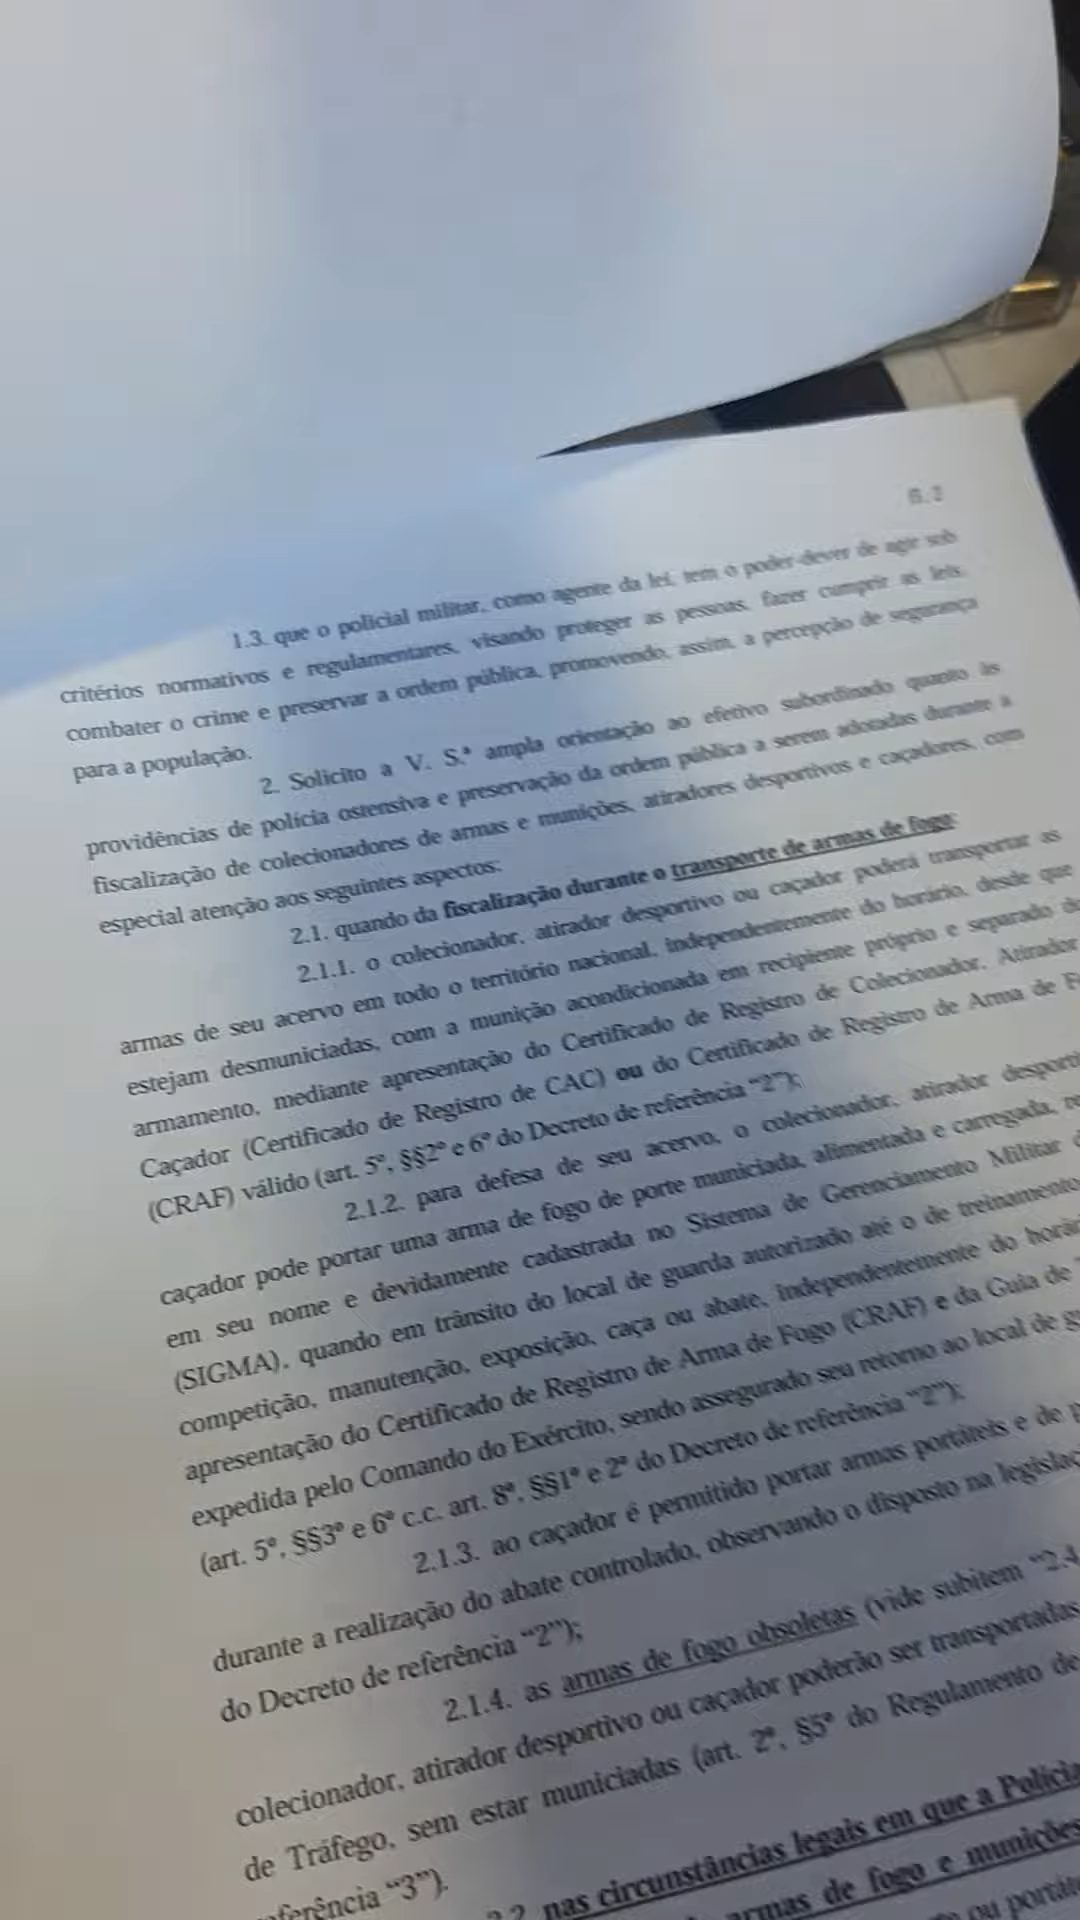 fl. 2
1.3. que o policial militar, como agente da lei, tem o poder-dever de agir sob
critérios normativos e regulamentares, visando proteger as pessoas, fazer cumprir as leis,
combater o crime e preservar a ordem pública, promovendo, assim, a percepção de segurança
para a população.
2. Solicito a V. S.ª ampla orientação ao efetivo subordinado quanto às
providências de polícia ostensiva e preservação da ordem pública a serem adotadas durante a
fiscalização de colecionadores de armas e munições, atiradores desportivos e caçadores, com
especial atenção aos seguintes aspectos:
2.1. quando da fiscalização durante o transporte de armas de fogo:
2.1.1. o colecionador, atirador desportivo ou caçador poderá transportar as
armas de seu acervo em todo o território nacional, independentemente do horário, desde que
estejam desmuniciadas, com a munição acondicionada em recipiente próprio e separado
armamento, mediante apresentação do Certificado de Registro de Colecionador, Atirador
Caçador (Certificado de Registro de CAC) ou do Certificado de Registro de Arma de
(CRAF) válido (art. 5º, §§2º e 6º do Decreto de referência “2”);
2.1.2. para defesa de seu acervo, o colecionador, atirador desporti
caçador pode portar uma arma de fogo de porte municiada, alimentada e carregada,
em seu nome e devidamente cadastrada no Sistema de Gerenciamento Militar
(SIGMA), quando em trânsito do local de guarda autorizado até o de treinamento
competição, manutenção, exposição, caça ou abate, independentemente do horár
apresentação do Certificado de Registro de Arma de Fogo (CRAF) e da Guia de
expedida pelo Comando do Exército, sendo assegurado seu retorno ao local de
(art. 5º, §§3º e 6º c.c. art. 8º, §§1º e 2º do Decreto de referência “2”);
2.1.3. ao caçador é permitido portar armas portáteis e de
durante a realização do abate controlado, observando o disposto na legislaç
do Decreto de referência “2”);
2.1.4. as armas de fogo obsoletas (vide subitem “2.4
colecionador, atirador desportivo ou caçador poderão ser transportadas
de Tráfego, sem estar municiadas (art. 2º, §5º do Regulamento de
eferência “3”).
2.2. nas circunstâncias legais em que a Polícia
armas de fogo e munições
ou portáte